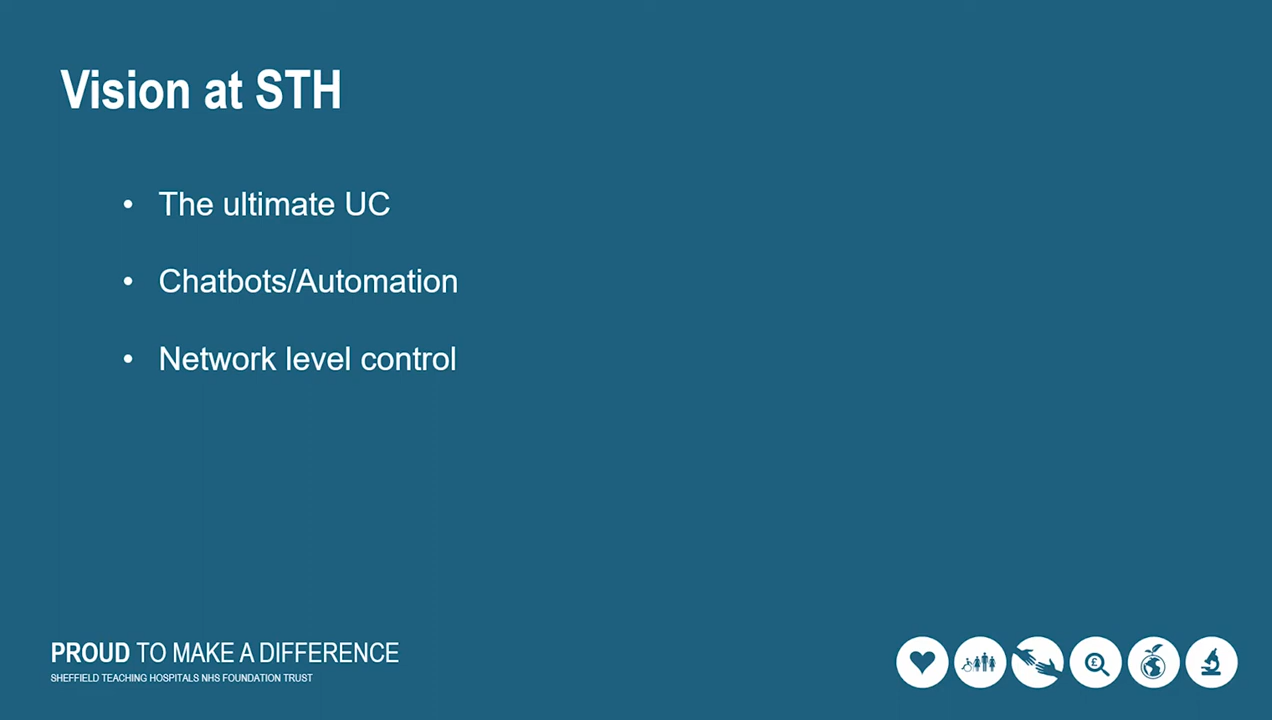 Vision at STH
• The ultimate UC
• Chatbots/Automation
• Network level control
PROUD TO MAKE A DIFFERENCE
SHEFFIELD TEACHING HOSPITALS NHS FOUNDATION TRUST
£